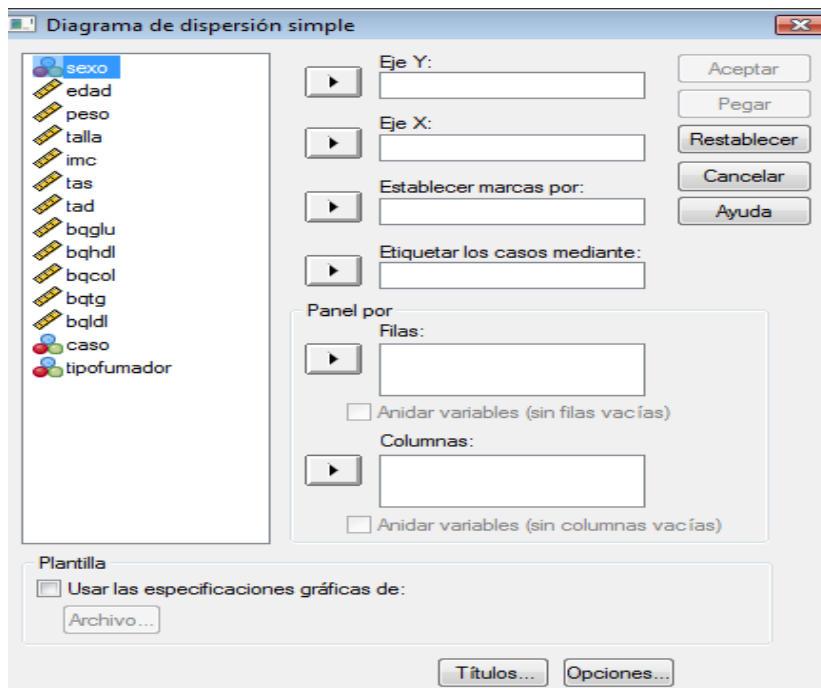 Diagrama de dispersión simple
sexo
edad
peso
talla
imc
tas
tad
bqglu
bqhdl
bqcol
bqtg
bqldl
caso
tipofumador
Eje Y:
Eje X:
Establecer marcas por:
Etiquetar los casos mediante:
Panel por
Filas:
Anidar variables (sin filas vacías)
Columnas:
Anidar variables (sin columnas vacías)
Aceptar
Pegar
Restablecer
Cancelar
Ayuda
Plantilla
Usar las especificaciones gráficas de:
Archivo...
Títulos...
Opciones...